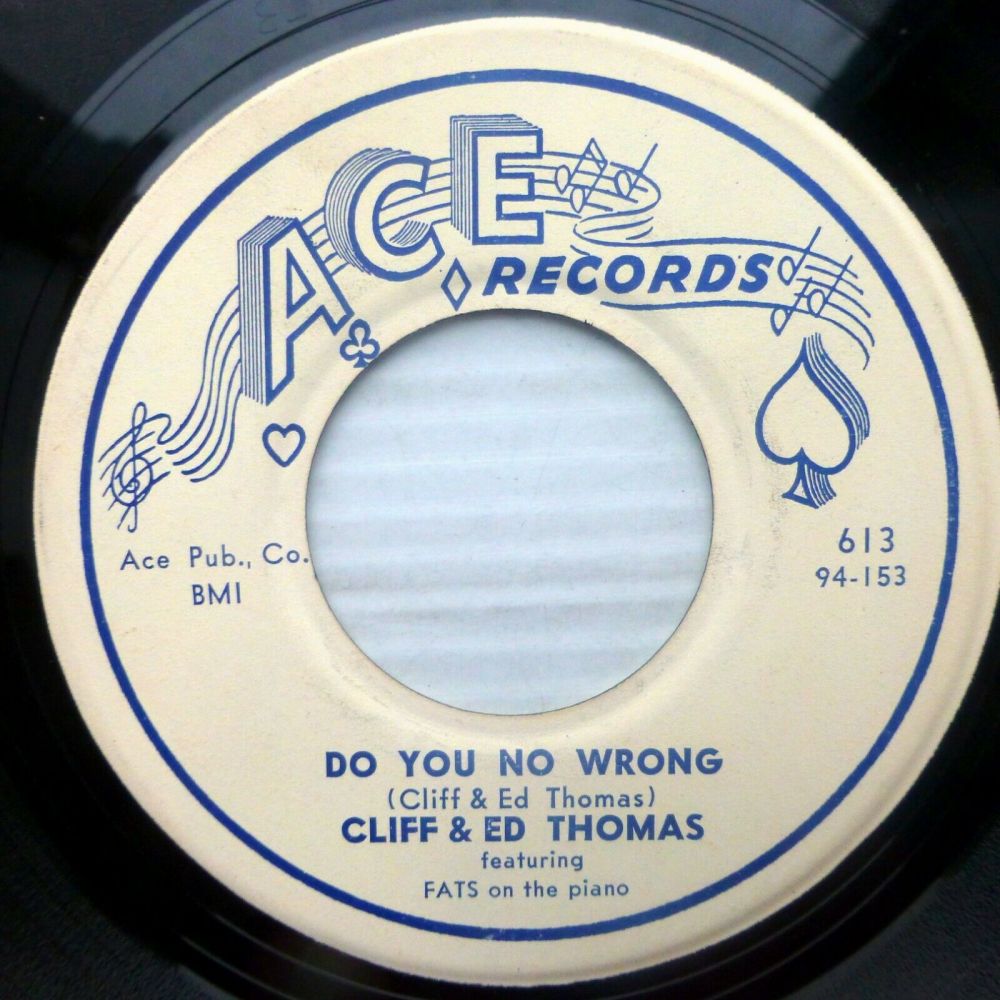 ACE
RECORDS
Ace Pub., Co.
BMI
613
94-153
DO YOU NO WRONG
(Cliff & Ed Thomas)
CLIFF & ED THOMAS
featuring
FATS on the piano